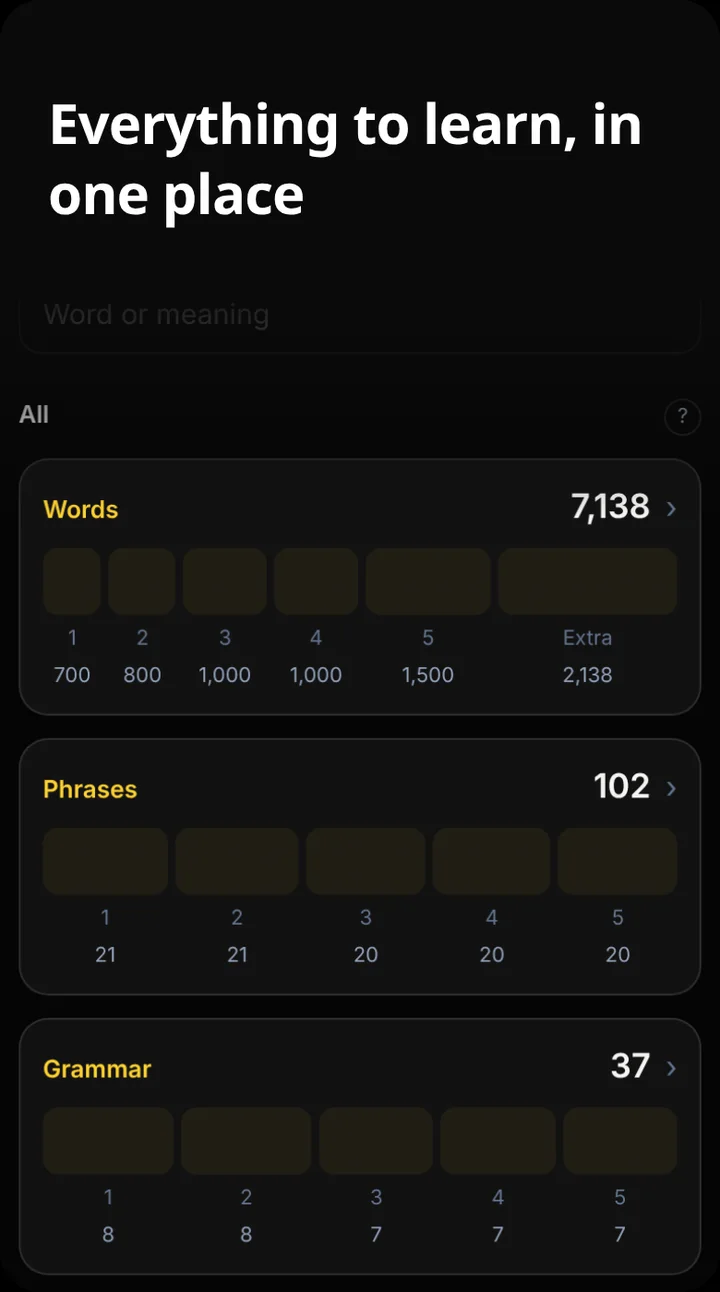 Everything to learn, in
one place
Word or meaning
All ?
Words 7,138 ›
1 2 3 4 5 Extra
700 800 1,000 1,000 1,500 2,138
Phrases 102 ›
1 2 3 4 5
21 21 20 20 20
Grammar 37 ›
1 2 3 4 5
8 8 7 7 7